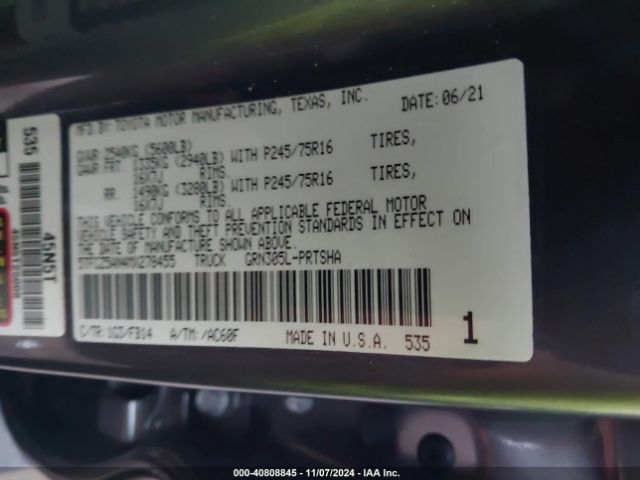 MFD.BY:TOYOTA MOTOR MANUFACTURING, TEXAS, INC. DATE: 06/21
GVWR 2540KG (5600LB)
GAWR:FRT. 1335KG (2940LB) WITH P245/75R16 TIRES,
16X7J RIMS.
RR. 1490KG (3280LB) WITH P245/75R16 TIRES,
16X7J RIMS.
THIS VEHICLE CONFORMS TO ALL APPLICABLE FEDERAL MOTOR
VEHICLE SAFETY AND THEFT PREVENTION STANDARDS IN EFFECT ON
THE DATE OF MANUFACTURE SHOWN ABOVE.
TRUCK GRN305L-PRTSHA
C/TR:1G3/FB14 A/TM:/AC60F MADE IN U.S.A. 535 1
535
45N5T
000-40808845 - 11/07/2024 - IAA Inc.